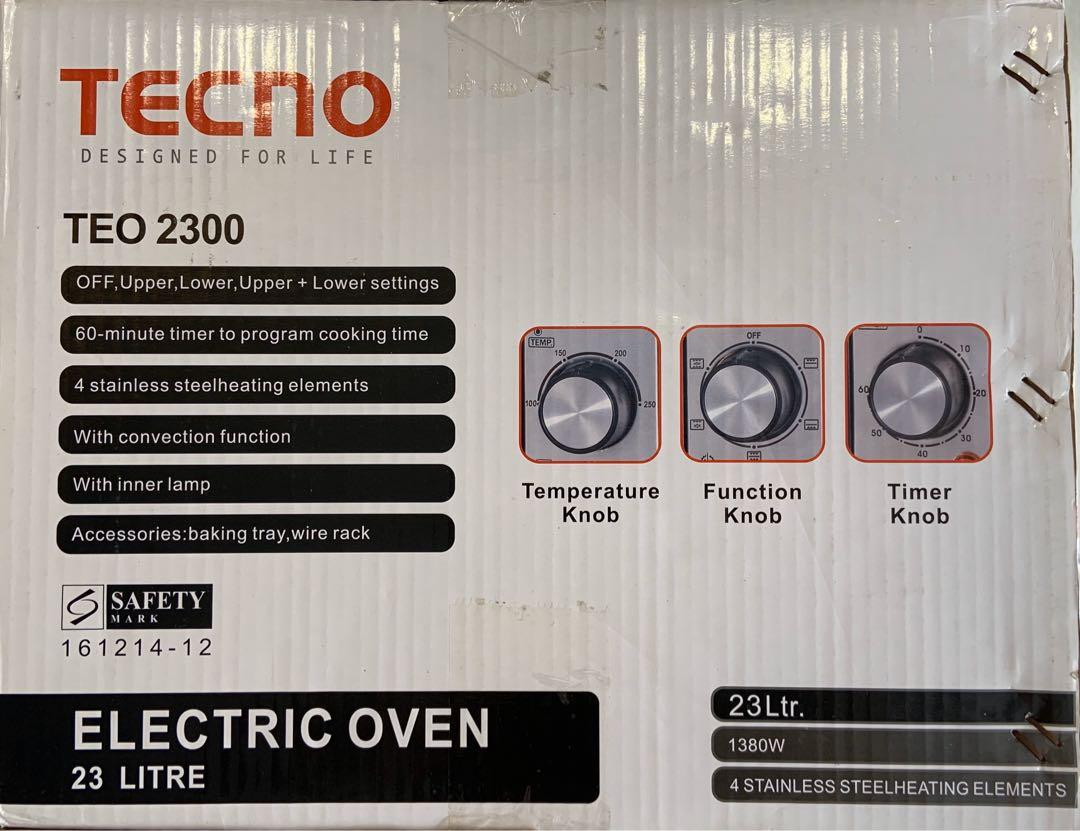 TECNO
DESIGNED FOR LIFE
TEO 2300
OFF,Upper,Lower,Upper + Lower settings
60-minute timer to program cooking time
4 stainless steelheating elements
With convection function
With inner lamp
Accessories:baking tray,wire rack
TEMP.
150 200
100 250
Temperature
Knob
OFF
Function
Knob
0
10
60 20
50 30
40
Timer
Knob
SAFETY
MARK
161214-12
ELECTRIC OVEN
23 LITRE
23Ltr.
1380W
4 STAINLESS STEELHEATING ELEMENTS